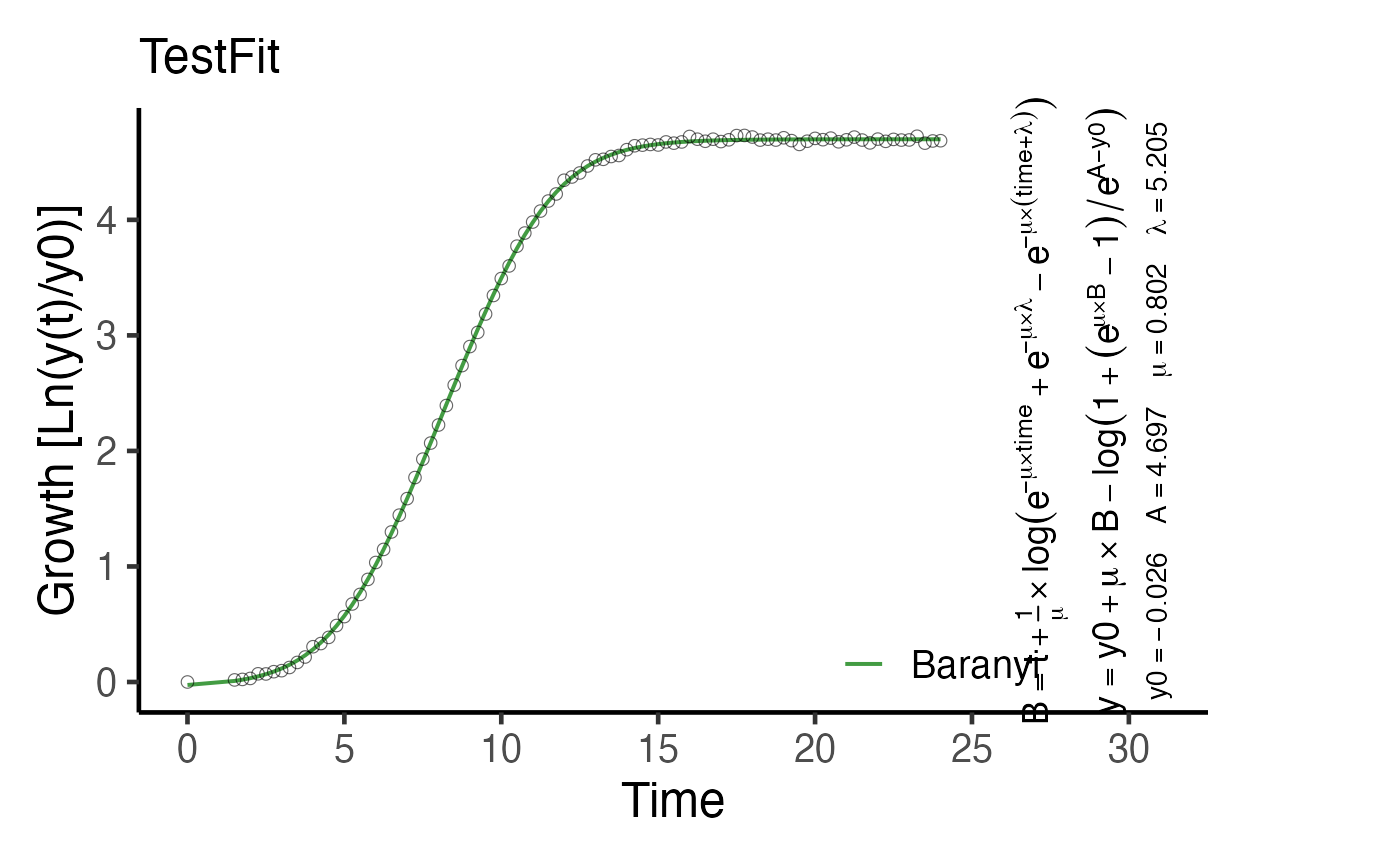 TestFit
Growth [Ln(y(t)/y0)]
4
3
2
1
0
0 5 10 15 20 25 30
Time
Baranyi
B = t + 1/μ × log(e^−μ×time + e^−μ×λ − e^−μ×(time+λ))
y = y0 + μ × B − log(1 + (e^μ×B − 1)/e^A−y0)
y0 = −0.026 A = 4.697 μ = 0.802 λ = 5.205